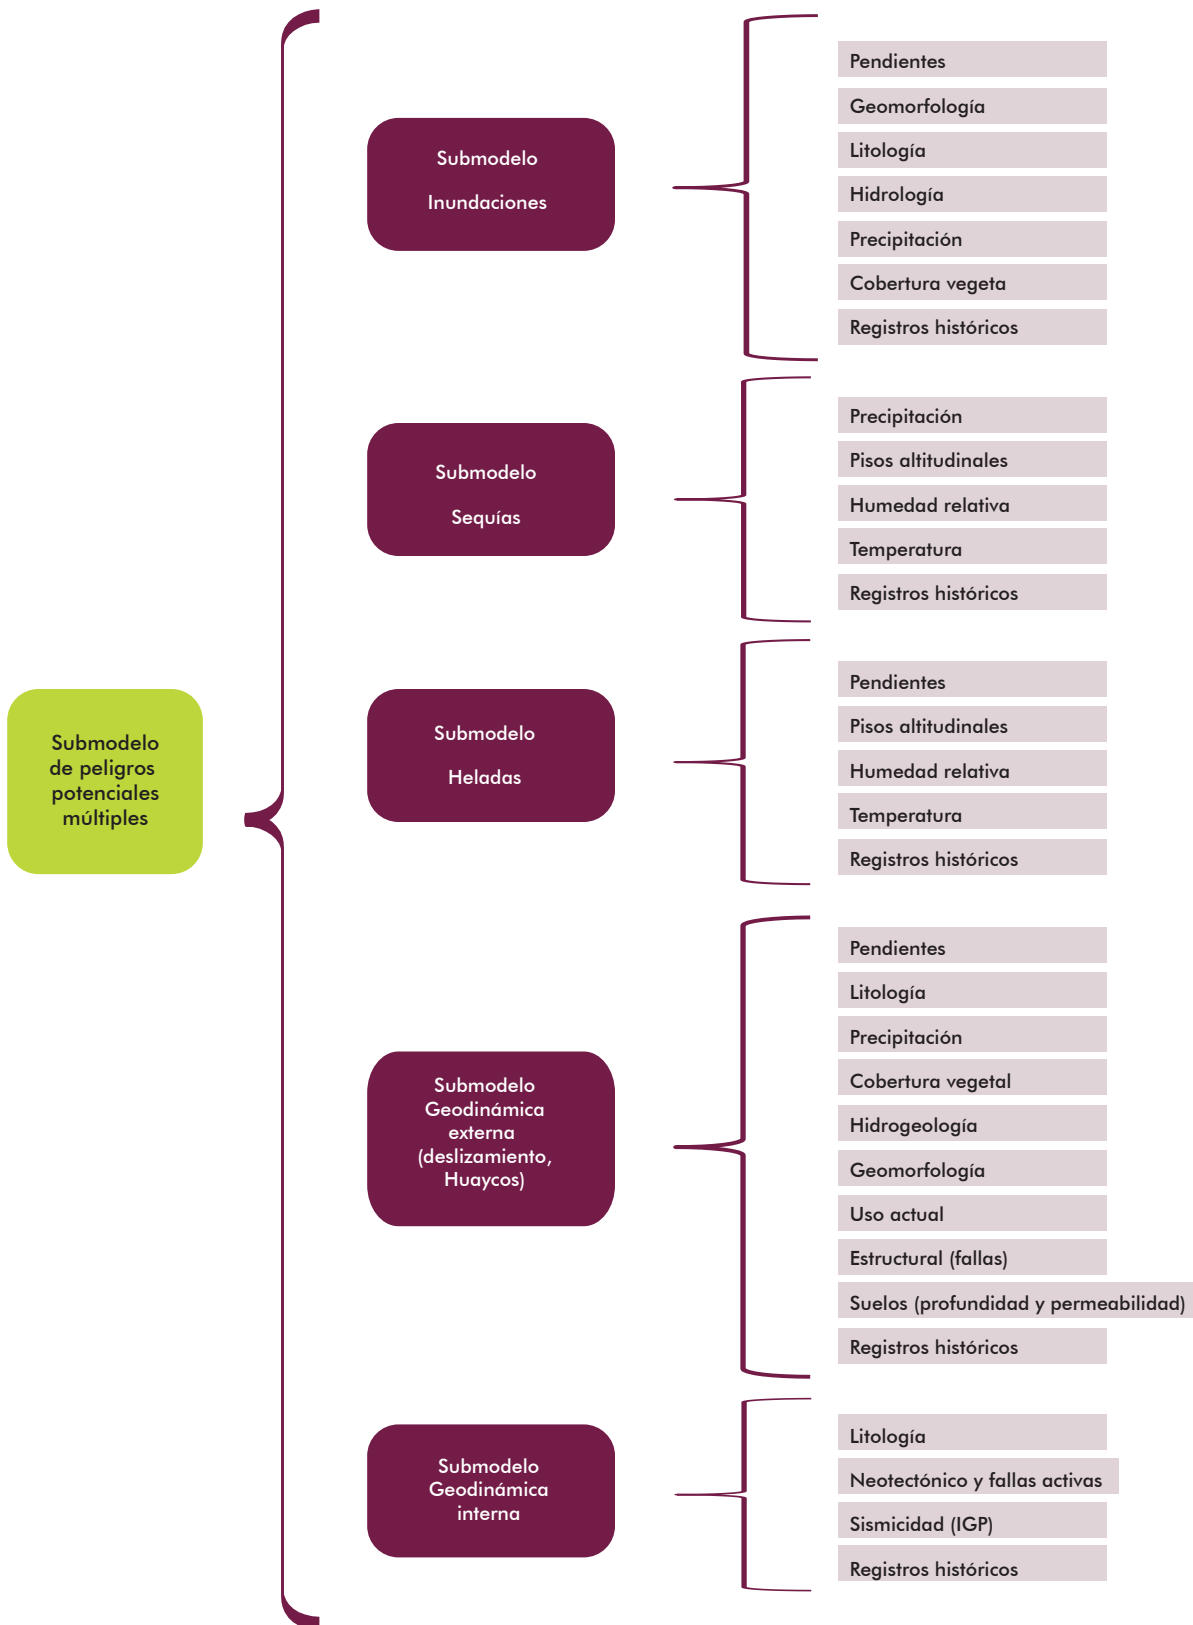 Submodelo
de peligros
potenciales
múltiples
Submodelo
Inundaciones
Pendientes
Geomorfología
Litología
Hidrología
Precipitación
Cobertura vegeta
Registros históricos
Submodelo
Sequías
Precipitación
Pisos altitudinales
Humedad relativa
Temperatura
Registros históricos
Submodelo
Heladas
Pendientes
Pisos altitudinales
Humedad relativa
Temperatura
Registros históricos
Submodelo
Geodinámica
externa
(deslizamiento,
Huaycos)
Pendientes
Litología
Precipitación
Cobertura vegetal
Hidrogeología
Geomorfología
Uso actual
Estructural (fallas)
Suelos (profundidad y permeabilidad)
Registros históricos
Submodelo
Geodinámica
interna
Litología
Neotectónico y fallas activas
Sismicidad (IGP)
Registros históricos